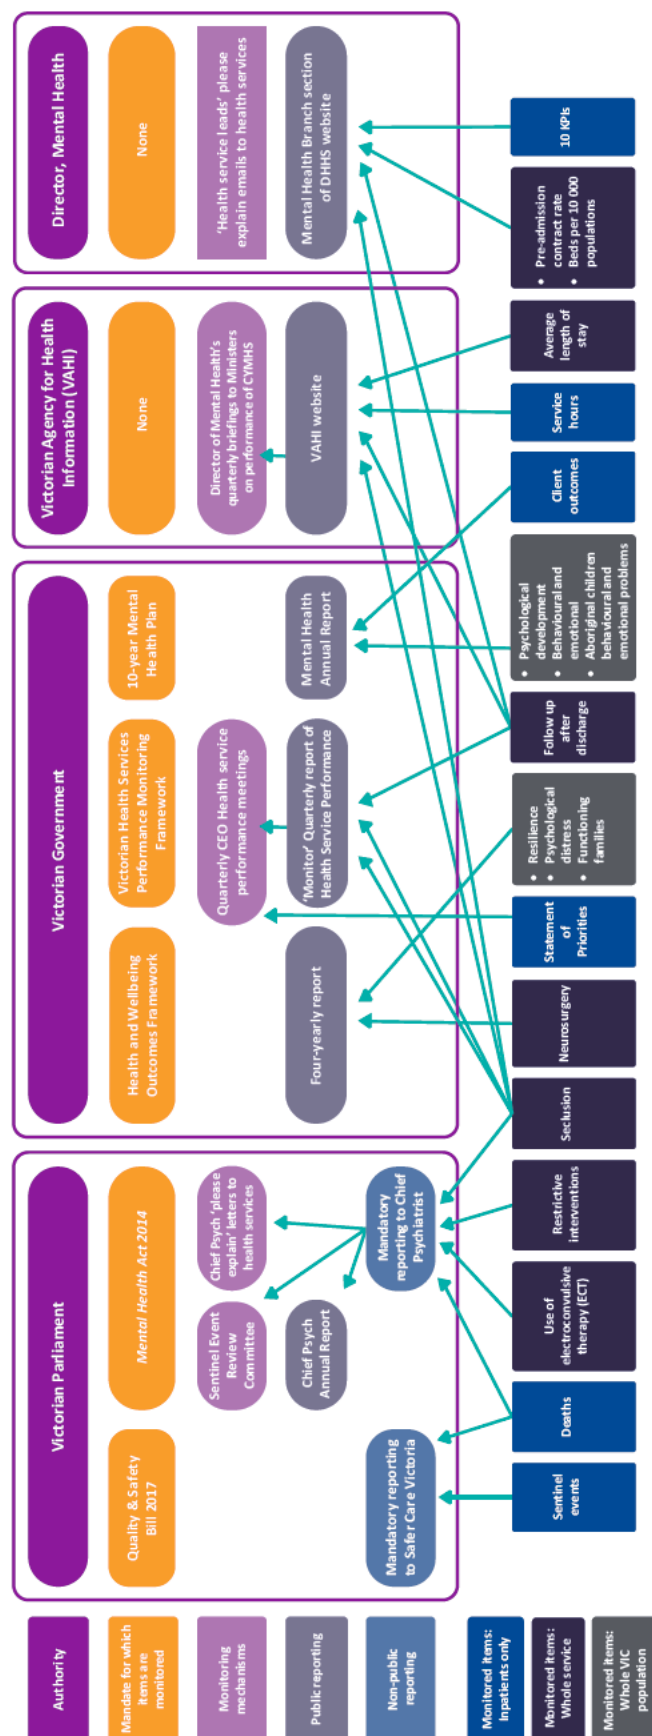 Authority
Mandate for which
items are
monitored
Monitoring
mechanisms
Public reporting
Non-public
reporting
Monitored items:
Inpatients only
Monitored items:
Whole service
Monitored items:
Whole VIC
population
Victorian Parliament
Quality & Safety
Bill 2017
Mental Health Act 2014
Sentinel Event
Review
Committee
Chief Psych 'please
explain' letters to
health services
Chief Psych
Annual Report
Mandatory reporting
to Safer Care Victoria
Mandatory
reporting to Chief
Psychiatrist
Victorian Government
Health and Wellbeing
Outcomes Framework
Victorian Health Services
Performance Monitoring
Framework
10-year Mental
Health Plan
Quarterly CEO Health service
performance meetings
Four-yearly report
'Monitor' Quarterly report of
Health Service Performance
Mental Health
Annual Report
Victorian Agency for Health
Information (VAHI)
None
Director of Mental Health's
quarterly briefings to Ministers
on performance of CYMHS
VAHI website
Director, Mental Health
None
'Health service leads' please
explain emails to health services
Mental Health Branch section
of DHHS website
Sentinel
events
Deaths
Use of
electroconvulsive
therapy (ECT)
Restrictive
interventions
Seclusion
Neurosurgery
Statement
of
Priorities
• Resilience
• Psychological
distress
• Functioning
families
Follow up
after
discharge
• Psychological
development
• Behavioural and
emotional
• Aboriginal children
behavioural and
emotional problems
Client
outcomes
Service
hours
Average
length of
stay
• Pre-admission
contract rate
• Beds per 10 000
populations
10 KPIs